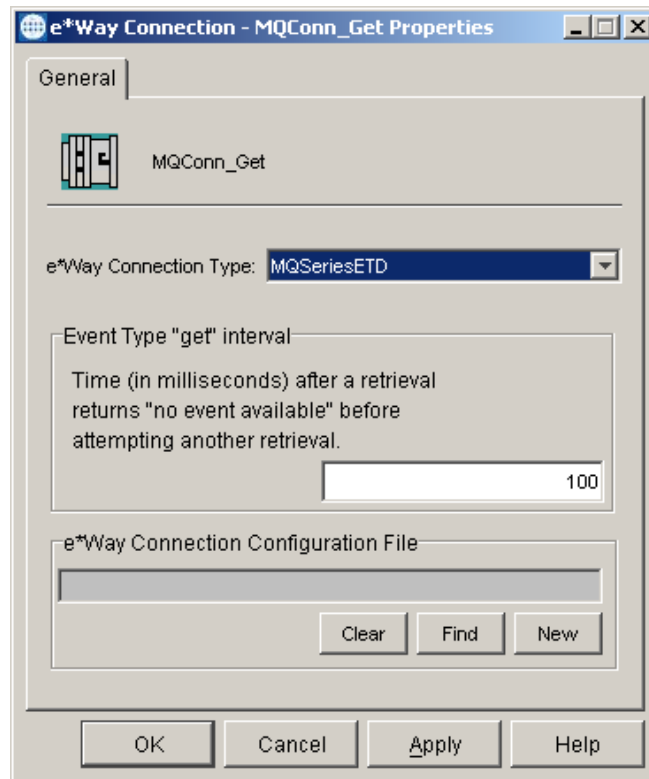 e*Way Connection - MQConn_Get Properties
General
MQConn_Get
e*Way Connection Type: MQSeriesETD
Event Type "get" interval
Time (in milliseconds) after a retrieval
returns "no event available" before
attempting another retrieval.
100
e*Way Connection Configuration File
Clear Find New
OK Cancel Apply Help